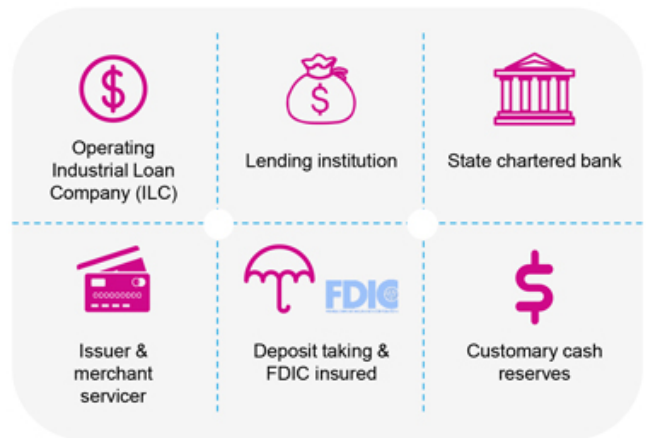 Operating
Industrial Loan
Company (ILC)
Lending institution
State chartered bank
Issuer &
merchant
servicer
FDIC
Deposit taking &
FDIC insured
Customary cash
reserves